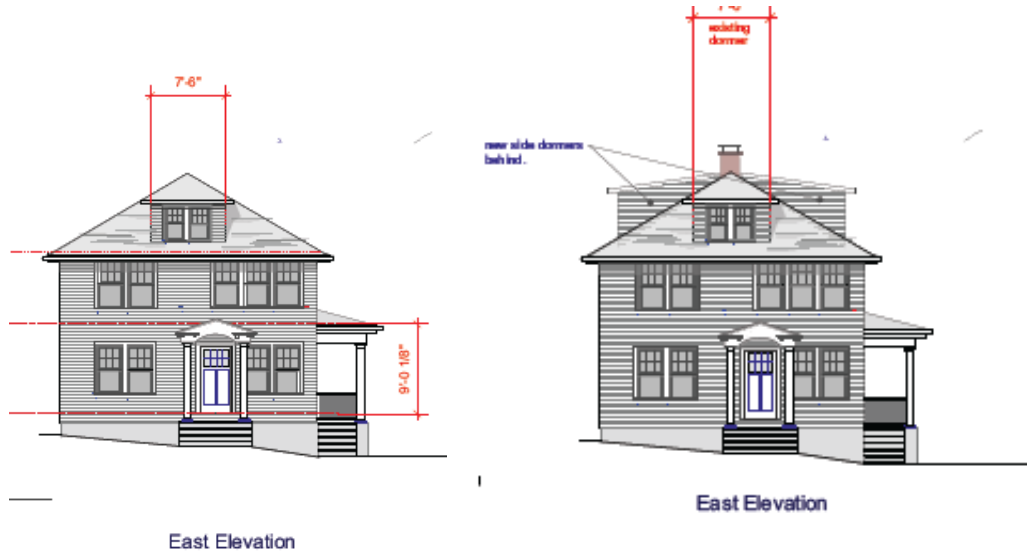 7'-6"
9'-0 1/8"
East Elevation
existing
dormer
new side dormers
behind.
East Elevation